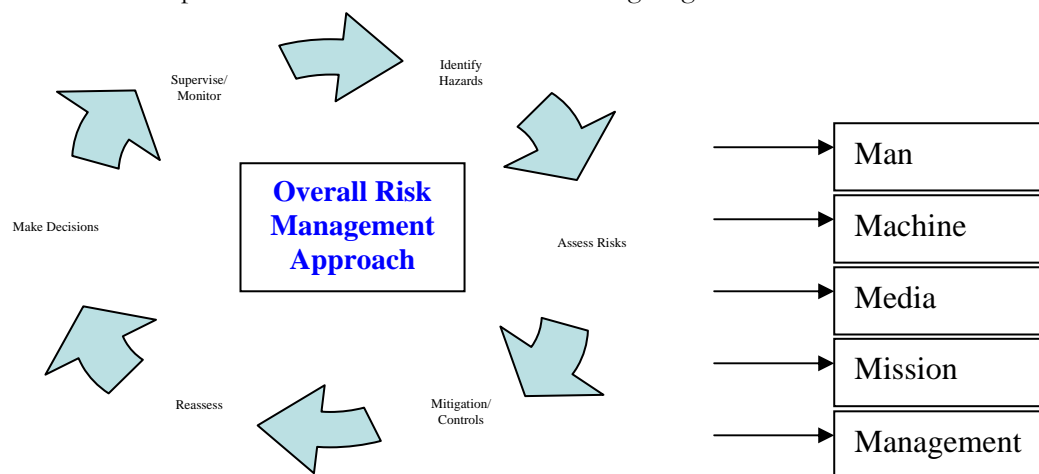 Supervise/
Monitor
Identify
Hazards
Overall Risk
Management
Approach
Make Decisions
Assess Risks
Reassess
Mitigation/
Controls
Man
Machine
Media
Mission
Management